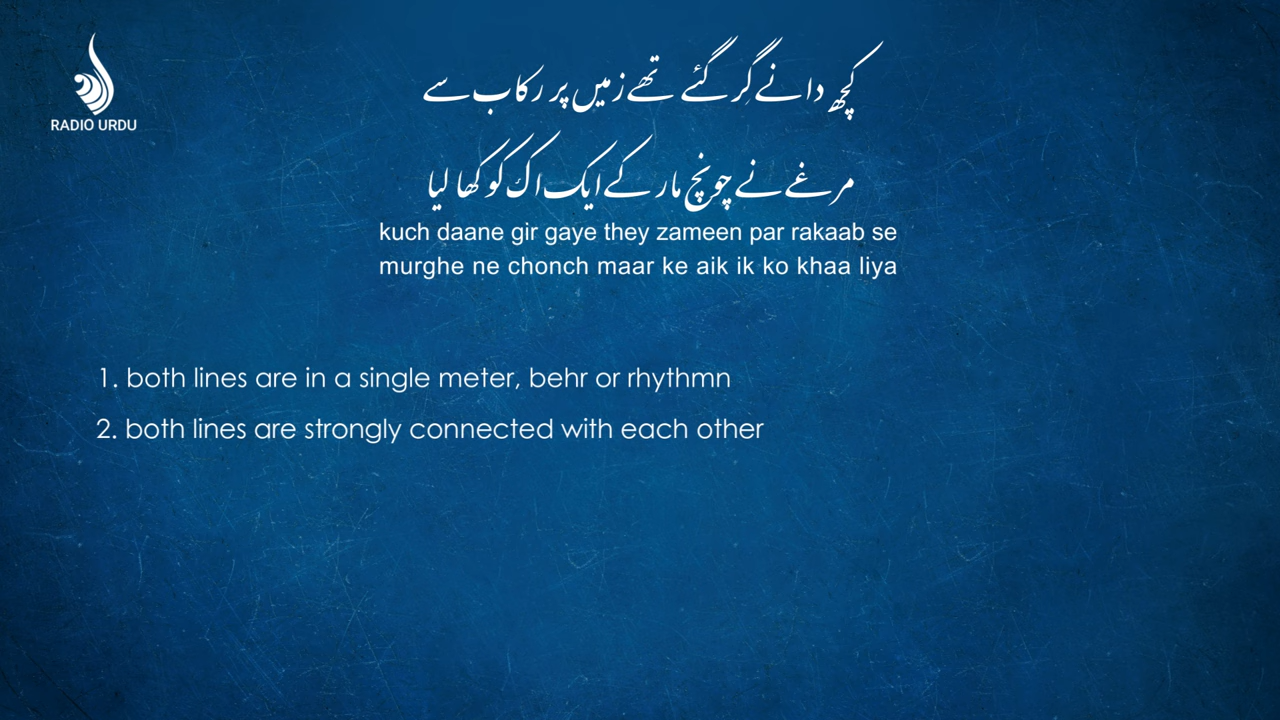 RADIO URDU
کچھ دانے گِر گئے تھے زمیں پر رکاب سے
مرغے نے چونچ مار کے ایک اک کو کھا لیا
kuch daane gir gaye they zameen par rakaab se
murghe ne chonch maar ke aik ik ko khaa liya
1. both lines are in a single meter, behr or rhythmn
2. both lines are strongly connected with each other